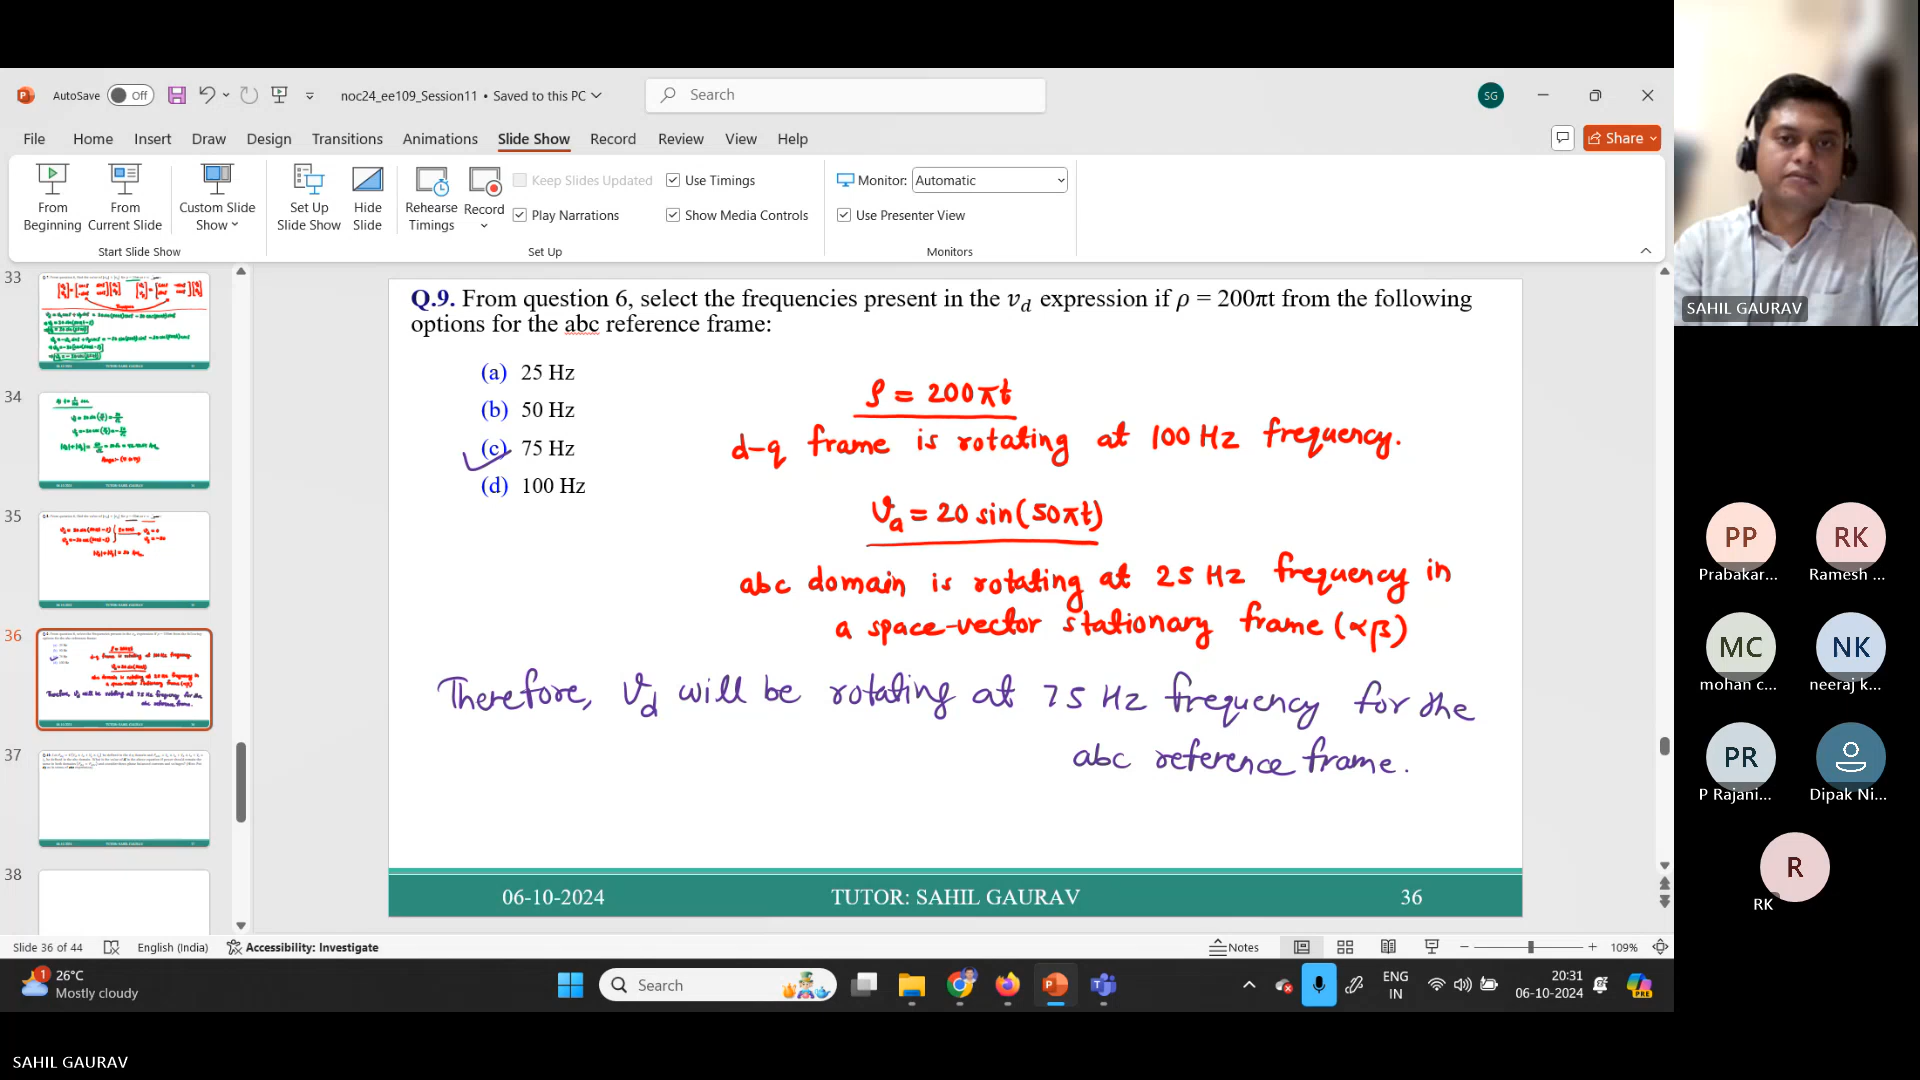 AutoSave Off noc24_ee109_Session11 • Saved to this PC Search SG
File Home Insert Draw Design Transitions Animations Slide Show Record Review View Help Share
From Beginning
From Current Slide
Custom Slide Show
Set Up Slide Show
Hide Slide
Rehearse Timings
Record
Keep Slides Updated
Use Timings
Play Narrations
Show Media Controls
Monitor: Automatic
Use Presenter View
Start Slide Show Set Up Monitors
33
34
35
36
37
38
Q.9. From question 6, select the frequencies present in the v_d expression if ρ = 200πt from the following
options for the abc reference frame:
(a) 25 Hz
(b) 50 Hz
(c) 75 Hz
(d) 100 Hz
ρ = 200πt
d-q frame is rotating at 100 Hz frequency.
v_a = 20 sin(50πt)
abc domain is rotating at 25 Hz frequency in
a space-vector stationary frame (αβ)
Therefore, v_d will be rotating at 75 Hz frequency for the
abc reference frame.
06-10-2024 TUTOR: SAHIL GAURAV 36
Slide 36 of 44 English (India) Accessibility: Investigate Notes 109%
26°C
Mostly cloudy
1
Search
ENG
IN
20:31
06-10-2024
PRE
SAHIL GAURAV
PP
Prabakar...
RK
Ramesh ...
MC
mohan c...
NK
neeraj k...
PR
P Rajani...
Dipak Ni...
R
RK
SAHIL GAURAV